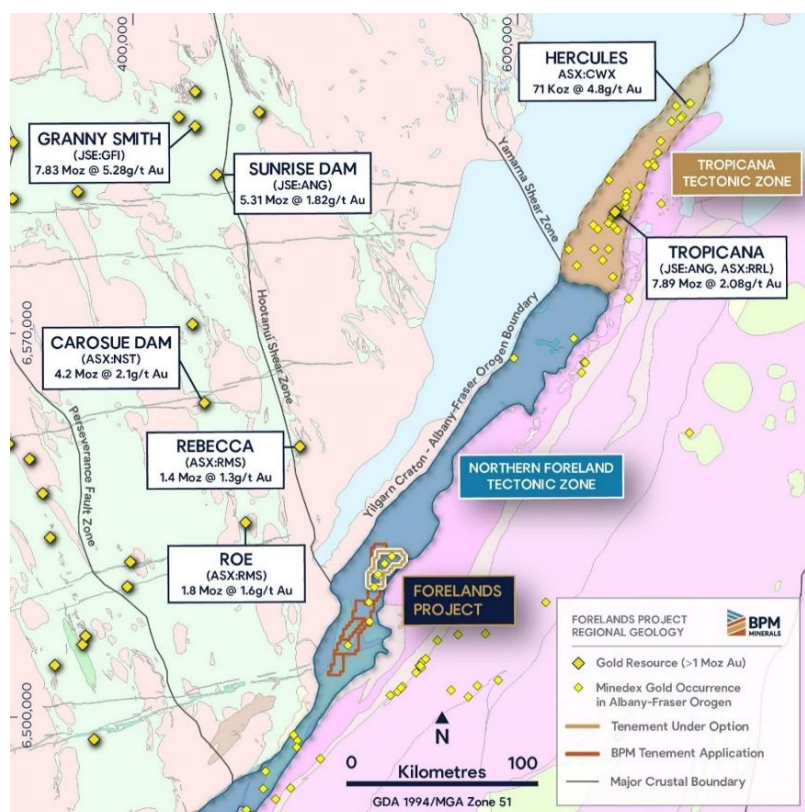 400,000
600,000
HERCULES
ASX:CWX
71 Koz @ 4.8g/t Au
GRANNY SMITH
(JSE:GFI)
7.83 Moz @ 5.28g/t Au
SUNRISE DAM
(JSE:ANG)
5.31 Moz @ 1.82g/t Au
Yamarna Shear Zone
TROPICANA
TECTONIC ZONE
TROPICANA
(JSE:ANG, ASX:RRL)
7.89 Moz @ 2.08g/t Au
Hootanui Shear Zone
6,570,000
CAROSUE DAM
(ASX:NST)
4.2 Moz @ 2.1g/t Au
Yilgarn Craton - Albany-Fraser Orogen Boundary
Perseverance Fault Zone
REBECCA
(ASX:RMS)
1.4 Moz @ 1.3g/t Au
NORTHERN FORELAND
TECTONIC ZONE
ROE
(ASX:RMS)
1.8 Moz @ 1.6g/t Au
FORELANDS
PROJECT
6,500,000
FORELANDS PROJECT
REGIONAL GEOLOGY
BPM
MINERALS
Gold Resource (>1 Moz Au)
Minedex Gold Occurrence
in Albany-Fraser Orogen
Tenement Under Option
BPM Tenement Application
Major Crustal Boundary
N
0 100
Kilometres
GDA 1994/MGA Zone 51